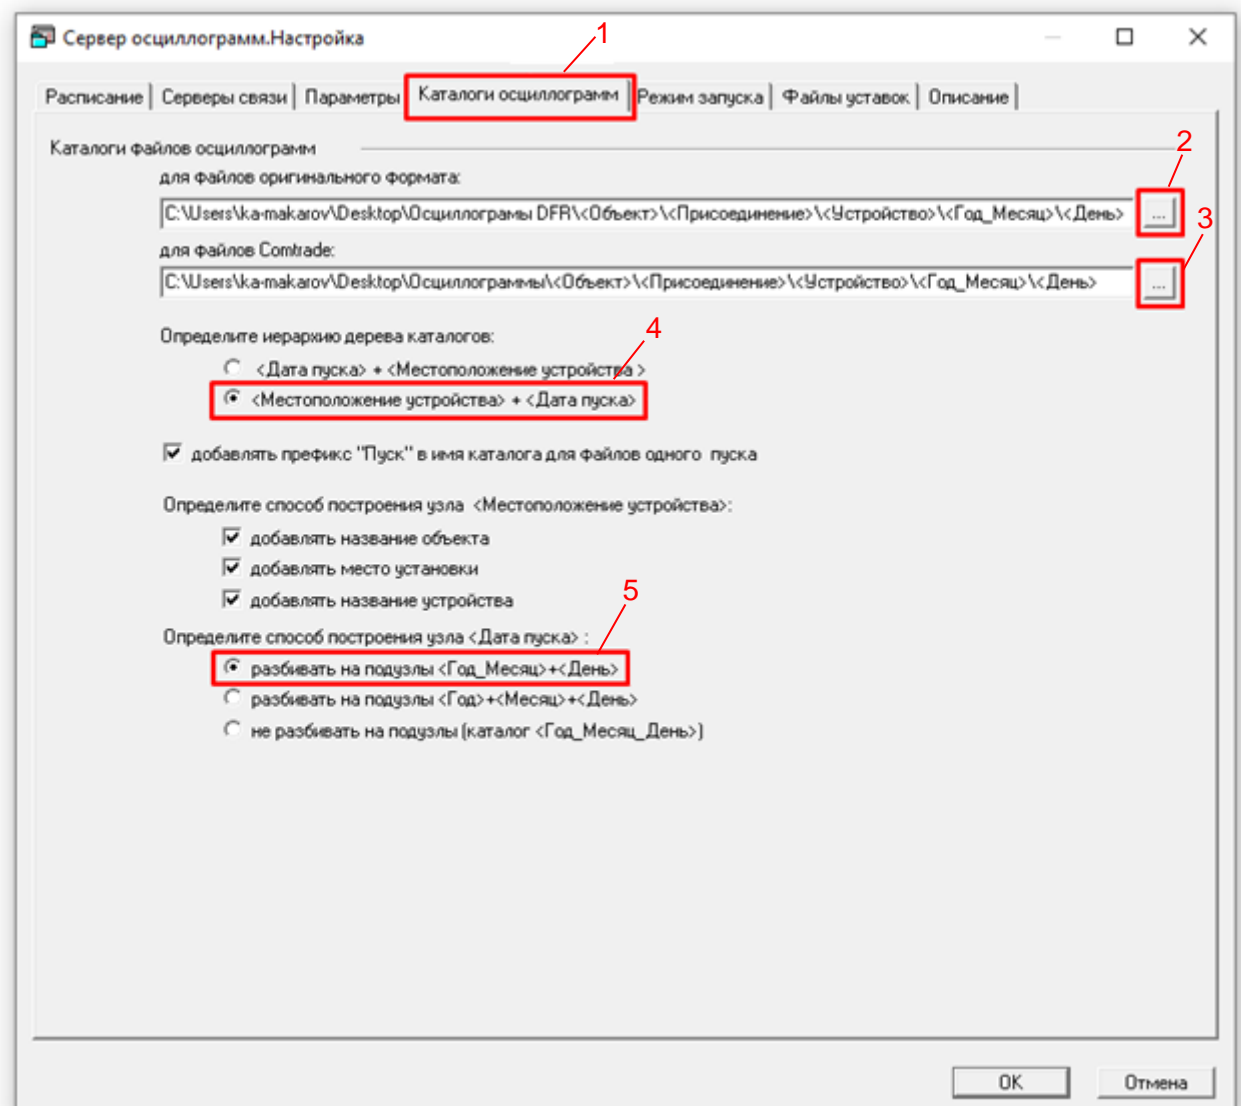 Сервер осциллограмм.Настройка
1
Расписание Серверы связи Параметры Каталоги осциллограмм Режим запуска Файлы уставок Описание
Каталоги файлов осциллограмм
2
для файлов оригинального формата:
C:\Users\ka-makarov\Desktop\Осциллограмы DFR\<Объект>\<Присоединение>\<Устройство>\<Год_Месяц>\<День> ...
3
для файлов Comtrade:
C:\Users\ka-makarov\Desktop\Осциллограммы\<Объект>\<Присоединение>\<Устройство>\<Год_Месяц>\<День> ...
Определите иерархию дерева каталогов:
4
<Дата пуска> + <Местоположение устройства >
<Местоположение устройства> + <Дата пуска>
добавлять префикс "Пуск" в имя каталога для файлов одного пуска
Определите способ построения узла <Местоположение устройства>:
добавлять название объекта
добавлять место установки
добавлять название устройства
5
Определите способ построения узла <Дата пуска> :
разбивать на подузлы <Год_Месяц>+<День>
разбивать на подузлы <Год>+<Месяц>+<День>
не разбивать на подузлы (каталог <Год_Месяц_День>)
OK Отмена